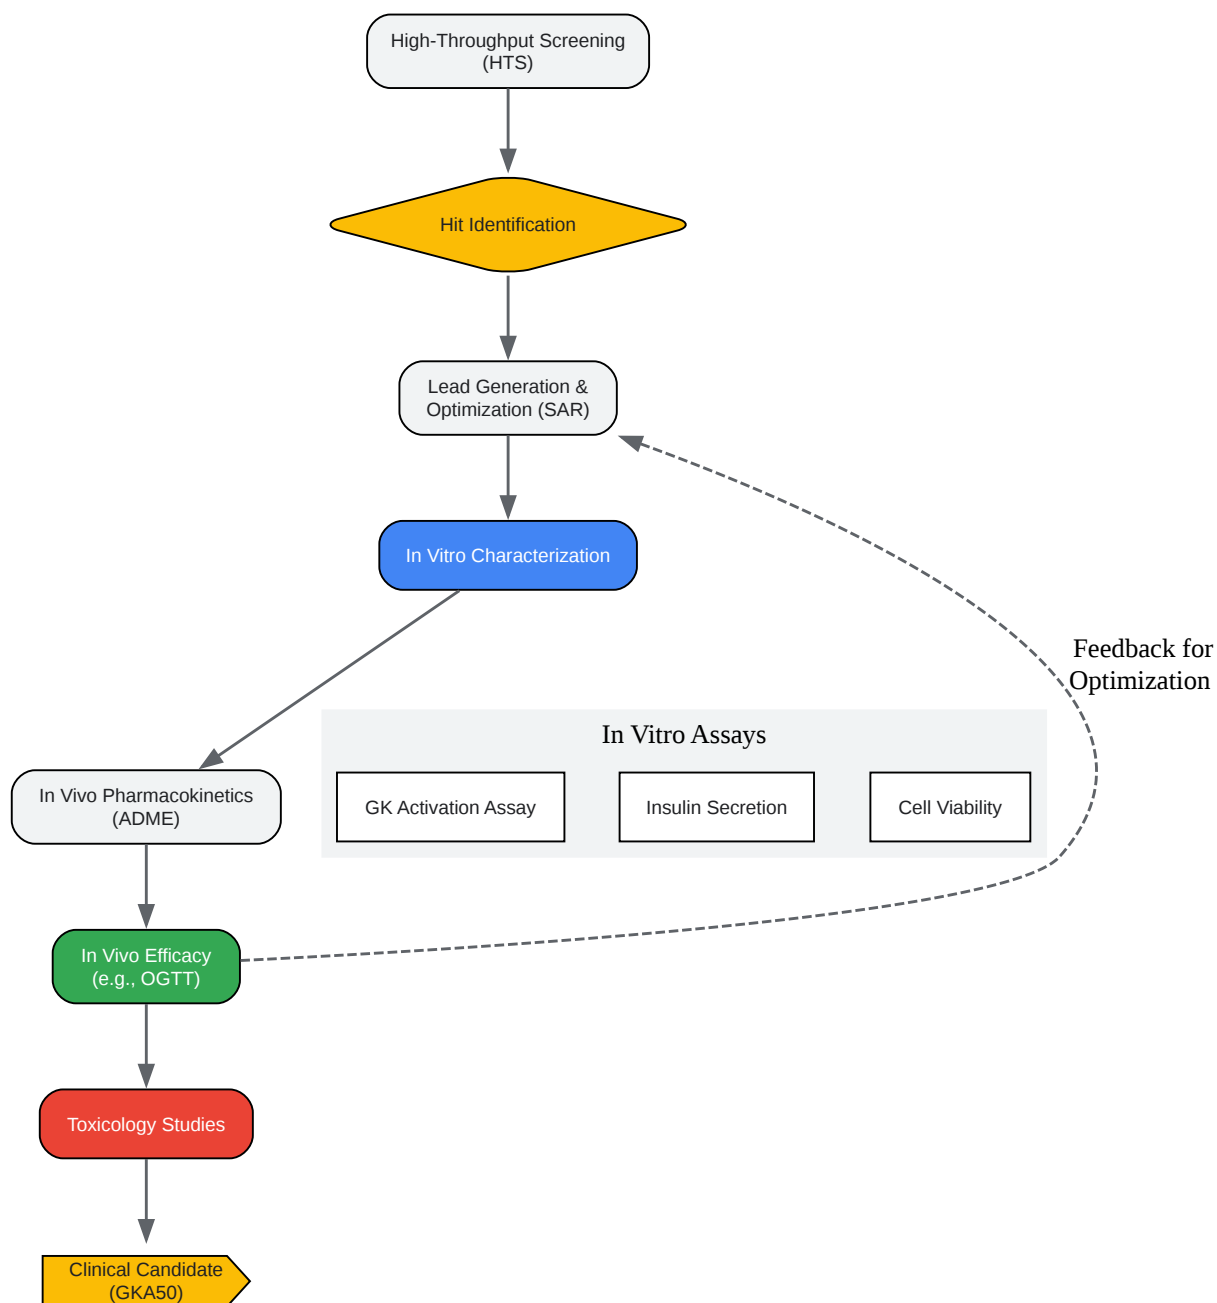 High-Throughput Screening
(HTS)
Hit Identification
Lead Generation &
Optimization (SAR)
In Vitro Characterization
Feedback for
Optimization
In Vitro Assays
In Vivo Pharmacokinetics
(ADME)
GK Activation Assay
Insulin Secretion
Cell Viability
In Vivo Efficacy
(e.g., OGTT)
Toxicology Studies
Clinical Candidate
(GKA50)